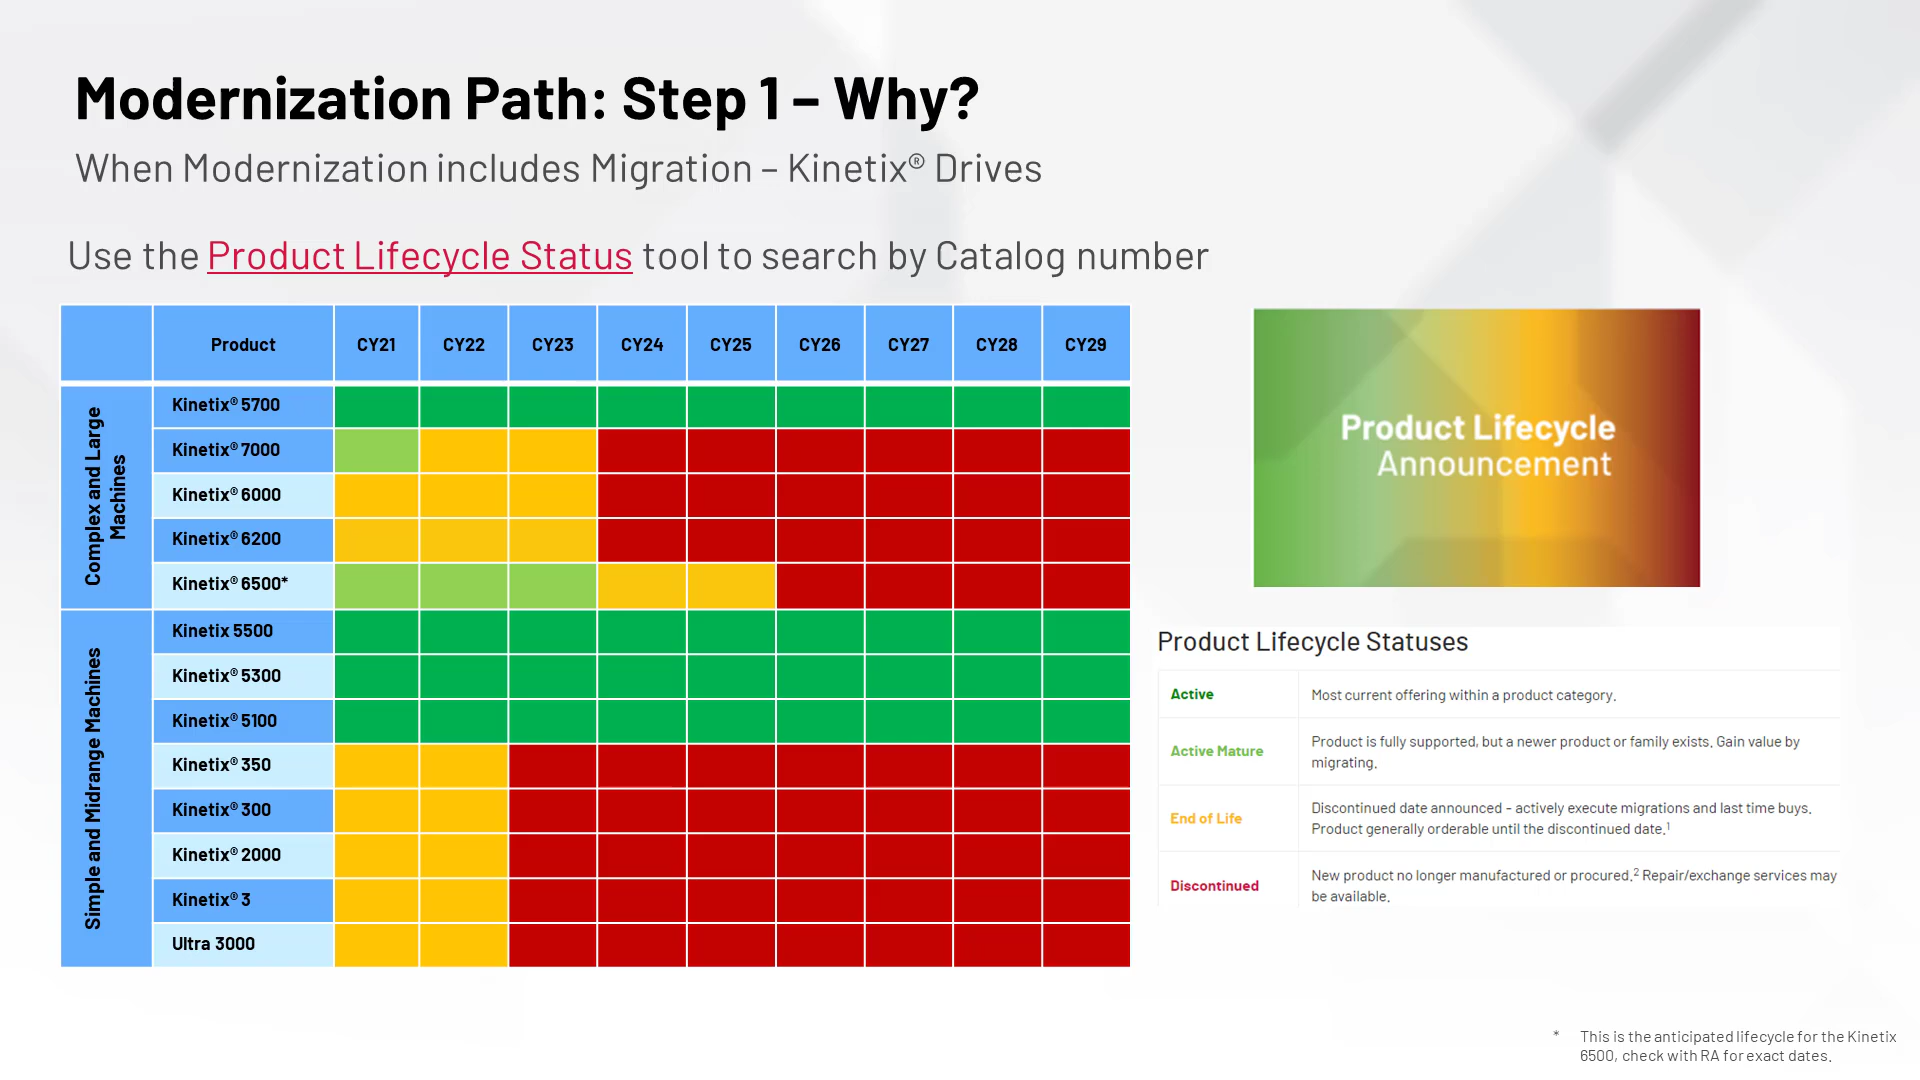 Modernization Path: Step 1 – Why?
When Modernization includes Migration – Kinetix® Drives
Use the Product Lifecycle Status tool to search by Catalog number
Product CY21 CY22 CY23 CY24 CY25 CY26 CY27 CY28 CY29
Complex and Large
Machines
Kinetix® 5700
Kinetix® 7000
Kinetix® 6000
Kinetix® 6200
Kinetix® 6500*
Simple and Midrange Machines
Kinetix 5500
Kinetix® 5300
Kinetix® 5100
Kinetix® 350
Kinetix® 300
Kinetix® 2000
Kinetix® 3
Ultra 3000
Product Lifecycle
Announcement
Product Lifecycle Statuses
Active Most current offering within a product category.
Active Mature Product is fully supported, but a newer product or family exists. Gain value by
migrating.
End of Life Discontinued date announced - actively execute migrations and last time buys.
Product generally orderable until the discontinued date.¹
Discontinued New product no longer manufactured or procured.² Repair/exchange services may
be available.
* This is the anticipated lifecycle for the Kinetix
6500, check with RA for exact dates.